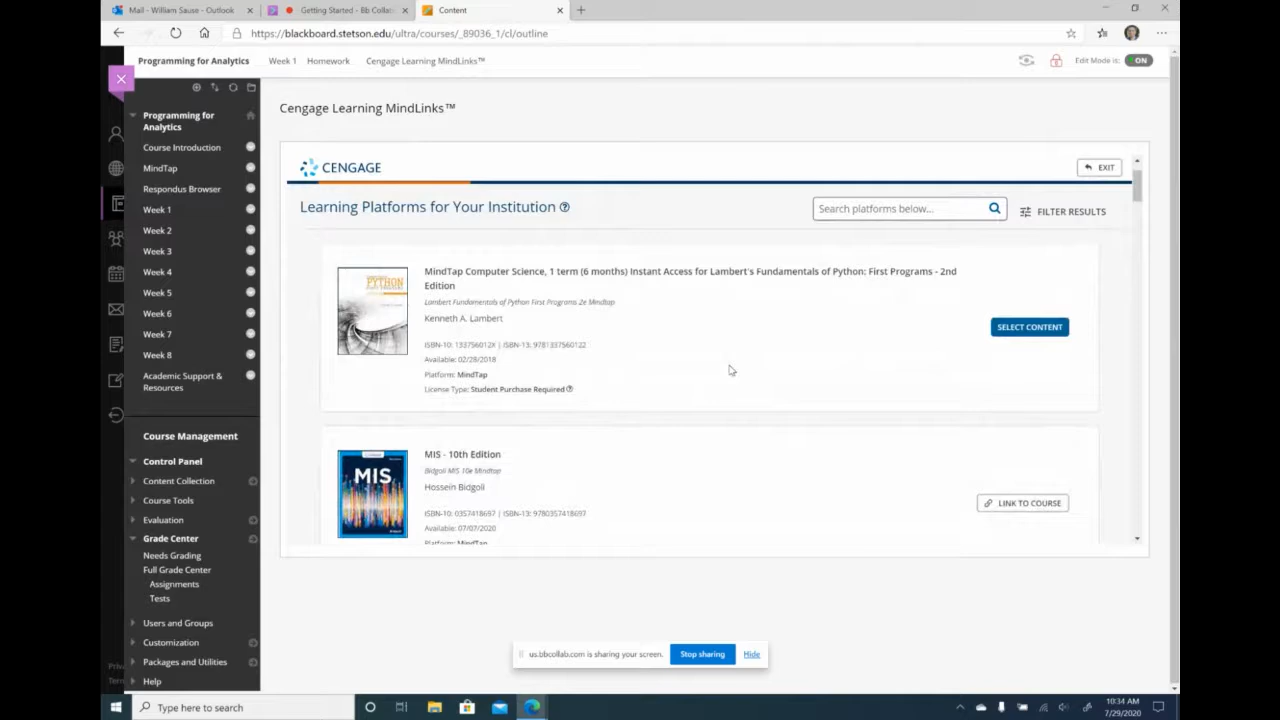 Mail - William Sause - Outlook
Getting Started - Bb Collab
Content
https://blackboard.stetson.edu/ultra/courses/_89036_1/cl/outline
Programming for Analytics
Week 1
Homework
Cengage Learning MindLinks™
Edit Mode is:
ON
Programming for
Analytics
Course Introduction
MindTap
Respondus Browser
Week 1
Week 2
Week 3
Week 4
Week 5
Week 6
Week 7
Week 8
Academic Support &
Resources
Course Management
Control Panel
Content Collection
Course Tools
Evaluation
Grade Center
Needs Grading
Full Grade Center
Assignments
Tests
Users and Groups
Customization
Packages and Utilities
Help
Cengage Learning MindLinks™
CENGAGE
EXIT
Learning Platforms for Your Institution
Search platforms below...
FILTER RESULTS
PYTHON
MindTap Computer Science, 1 term (6 months) Instant Access for Lambert's Fundamentals of Python: First Programs - 2nd
Edition
Lambert Fundamentals of Python First Programs 2e Mindtap
Kenneth A. Lambert
ISBN-10: 133756012X | ISBN-13: 9781337560122
Available: 02/28/2018
Platform: MindTap
License Type: Student Purchase Required
SELECT CONTENT
MIS
MIS - 10th Edition
Bidgoli MIS 10e Mindtap
Hossein Bidgoli
ISBN-10: 0357418697 | ISBN-13: 9780357418697
Available: 07/07/2020
Platform: MindTap
LINK TO COURSE
us.bbcollab.com is sharing your screen.
Stop sharing
Hide
Type here to search
10:34 AM
7/29/2020